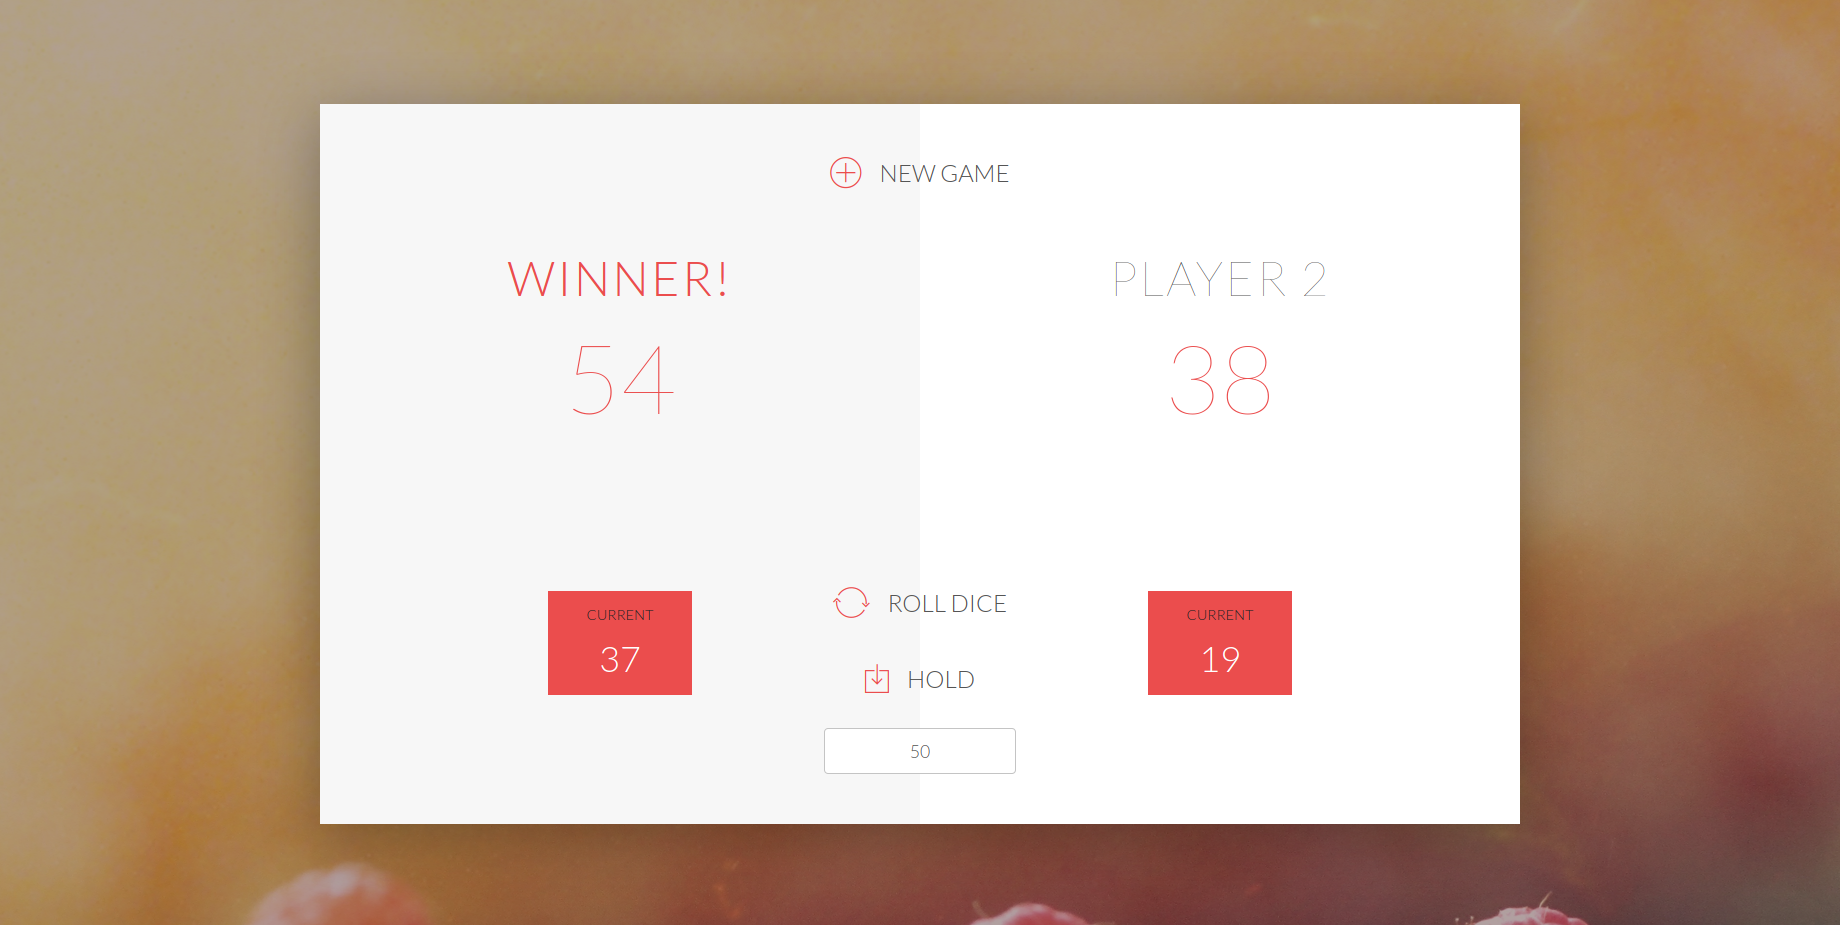 NEW GAME
WINNER!
54
PLAYER 2
38
CURRENT
37
ROLL DICE
HOLD
50
CURRENT
19